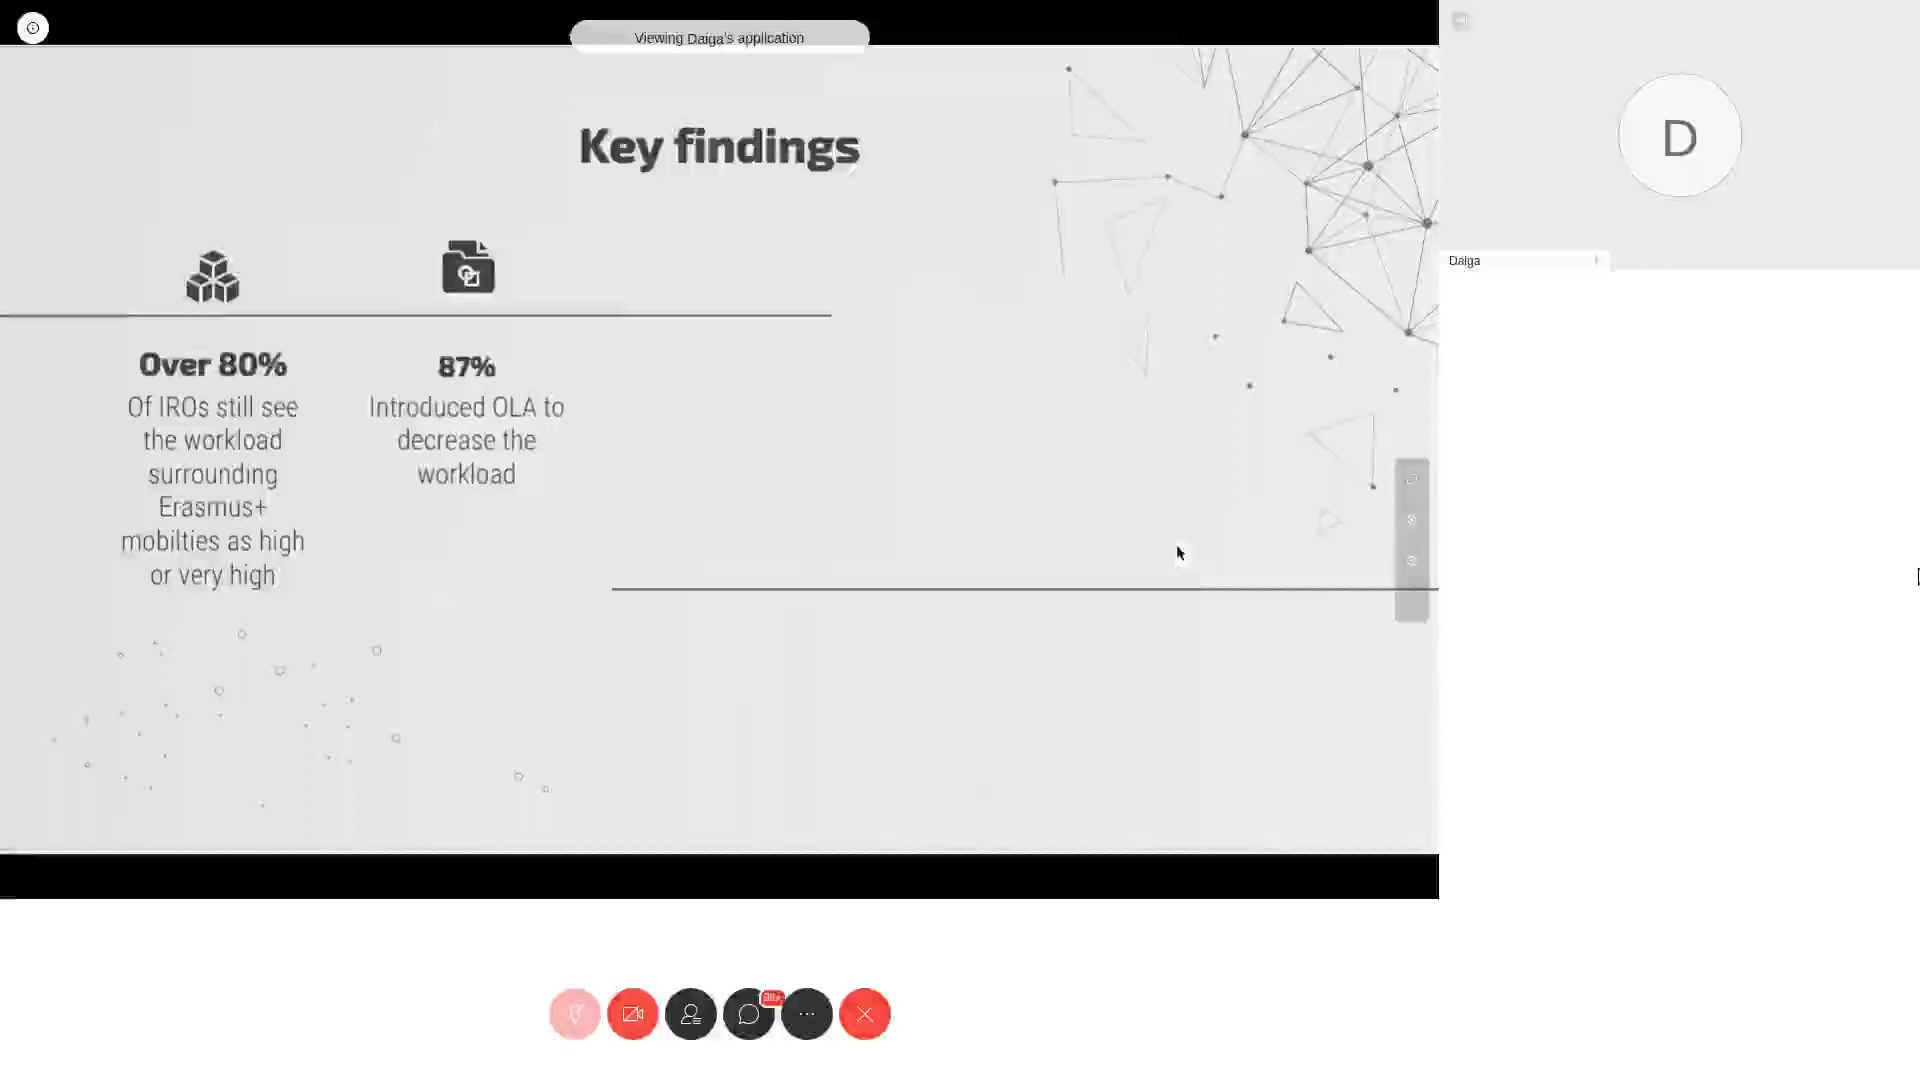 Viewing Daiga's application
Key findings
Over 80%
Of IROs still see
the workload
surrounding
Erasmus+
mobilties as high
or very high
87%
Introduced OLA to
decrease the
workload
D
Daiga